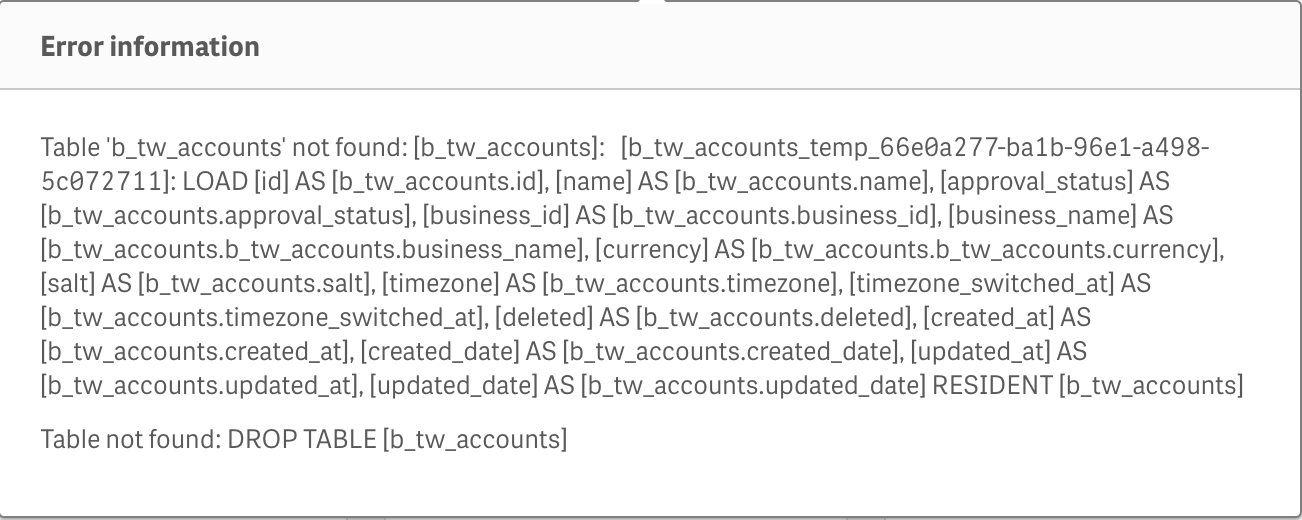 Error information
Table 'b_tw_accounts' not found: [b_tw_accounts]:  [b_tw_accounts_temp_66e0a277-ba1b-96e1-a498-
5c072711]: LOAD [id] AS [b_tw_accounts.id], [name] AS [b_tw_accounts.name], [approval_status] AS
[b_tw_accounts.approval_status], [business_id] AS [b_tw_accounts.business_id], [business_name] AS
[b_tw_accounts.b_tw_accounts.business_name], [currency] AS [b_tw_accounts.b_tw_accounts.currency],
[salt] AS [b_tw_accounts.salt], [timezone] AS [b_tw_accounts.timezone], [timezone_switched_at] AS
[b_tw_accounts.timezone_switched_at], [deleted] AS [b_tw_accounts.deleted], [created_at] AS
[b_tw_accounts.created_at], [created_date] AS [b_tw_accounts.created_date], [updated_at] AS
[b_tw_accounts.updated_at], [updated_date] AS [b_tw_accounts.updated_date] RESIDENT [b_tw_accounts]
Table not found: DROP TABLE [b_tw_accounts]